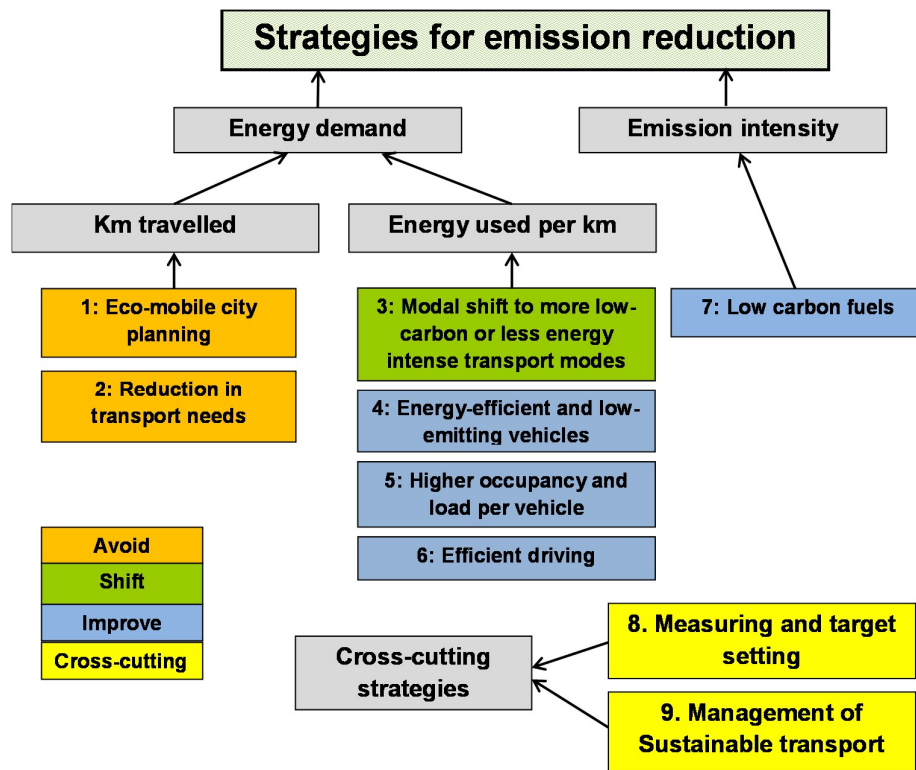 Strategies for emission reduction
Energy demand
Emission intensity
Km travelled
Energy used per km
1: Eco-mobile city
planning
2: Reduction in
transport needs
3: Modal shift to more low-
carbon or less energy
intense transport modes
4: Energy-efficient and low-
emitting vehicles
5: Higher occupancy and
load per vehicle
6: Efficient driving
7: Low carbon fuels
Avoid
Shift
Improve
Cross-cutting
Cross-cutting
strategies
8. Measuring and target
setting
9. Management of
Sustainable transport